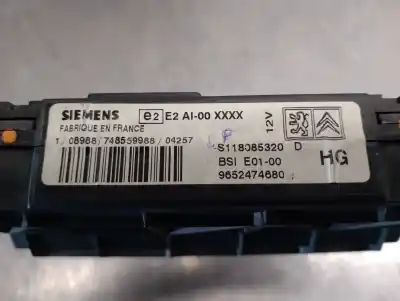 SIEMENS e2 E2 AI-00 XXXX
FABRIQUE EN FRANCE
12V
1 08968/748559988/04257
S118085320 D
BSI E01-00
HG
9652474680